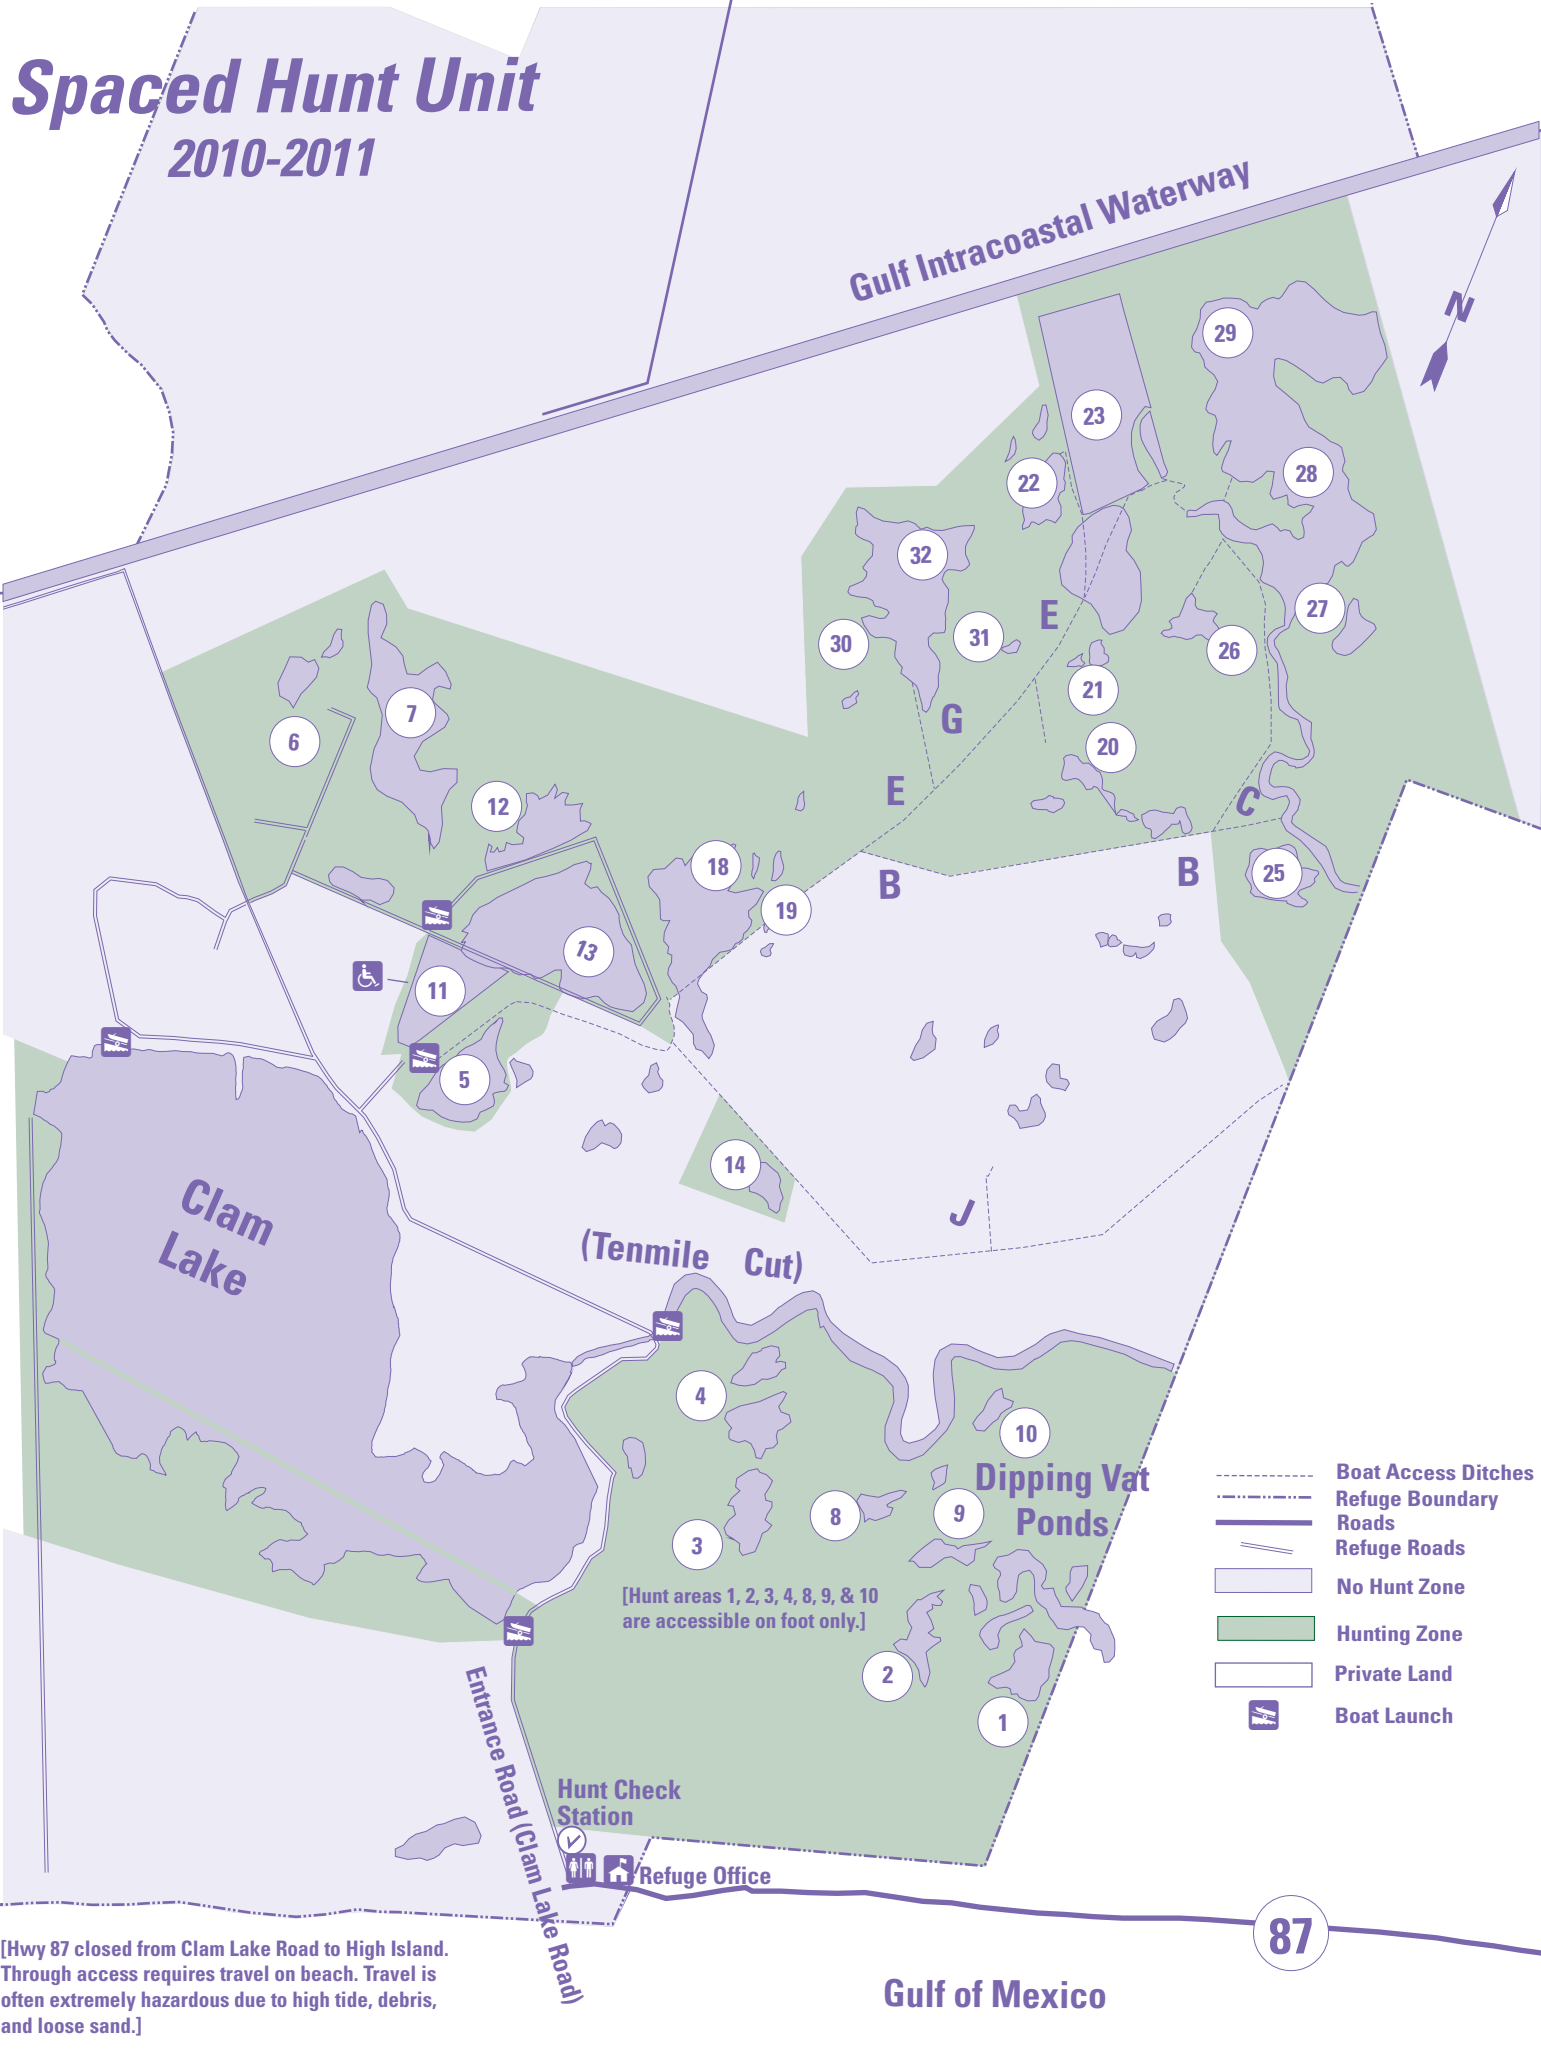 Spaced Hunt Unit
2010-2011
Gulf Intracoastal Waterway
N
29
23
28
22
32
27
E
30
31
26
21
G
20
7
6
E
C
12
18
B
B
25
19
13
11
5
14
Clam
Lake
J
(Tenmile Cut)
4
10
Dipping Vat
Ponds
8
9
3
[Hunt areas 1, 2, 3, 4, 8, 9, & 10
are accessible on foot only.]
2
1
Boat Access Ditches
Refuge Boundary
Roads
Refuge Roads
No Hunt Zone
Hunting Zone
Private Land
Boat Launch
Entrance Road (Clam Lake Road)
Hunt Check
Station
Refuge Office
87
[Hwy 87 closed from Clam Lake Road to High Island.
Through access requires travel on beach. Travel is
often extremely hazardous due to high tide, debris,
and loose sand.]
Gulf of Mexico